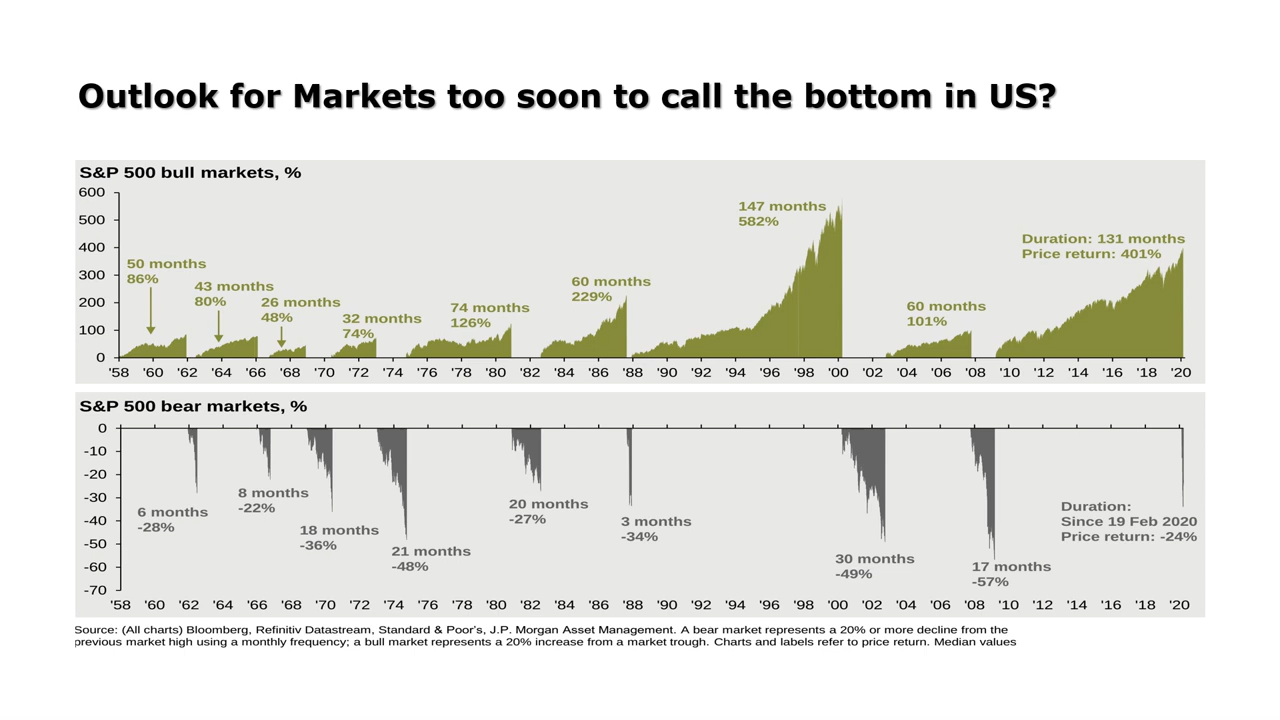 Outlook for Markets too soon to call the bottom in US?
S&P 500 bull markets, %
600
500
400
300
200
100
0
50 months
86%
43 months
80%
26 months
48%
32 months
74%
74 months
126%
60 months
229%
147 months
582%
60 months
101%
Duration: 131 months
Price return: 401%
'58 '60 '62 '64 '66 '68 '70 '72 '74 '76 '78 '80 '82 '84 '86 '88 '90 '92 '94 '96 '98 '00 '02 '04 '06 '08 '10 '12 '14 '16 '18 '20
S&P 500 bear markets, %
0
-10
-20
-30
-40
-50
-60
-70
6 months
-28%
8 months
-22%
18 months
-36%
21 months
-48%
20 months
-27%
3 months
-34%
30 months
-49%
17 months
-57%
Duration:
Since 19 Feb 2020
Price return: -24%
'58 '60 '62 '64 '66 '68 '70 '72 '74 '76 '78 '80 '82 '84 '86 '88 '90 '92 '94 '96 '98 '00 '02 '04 '06 '08 '10 '12 '14 '16 '18 '20
Source: (All charts) Bloomberg, Refinitiv Datastream, Standard & Poor's, J.P. Morgan Asset Management. A bear market represents a 20% or more decline from the
previous market high using a monthly frequency; a bull market represents a 20% increase from a market trough. Charts and labels refer to price return. Median values